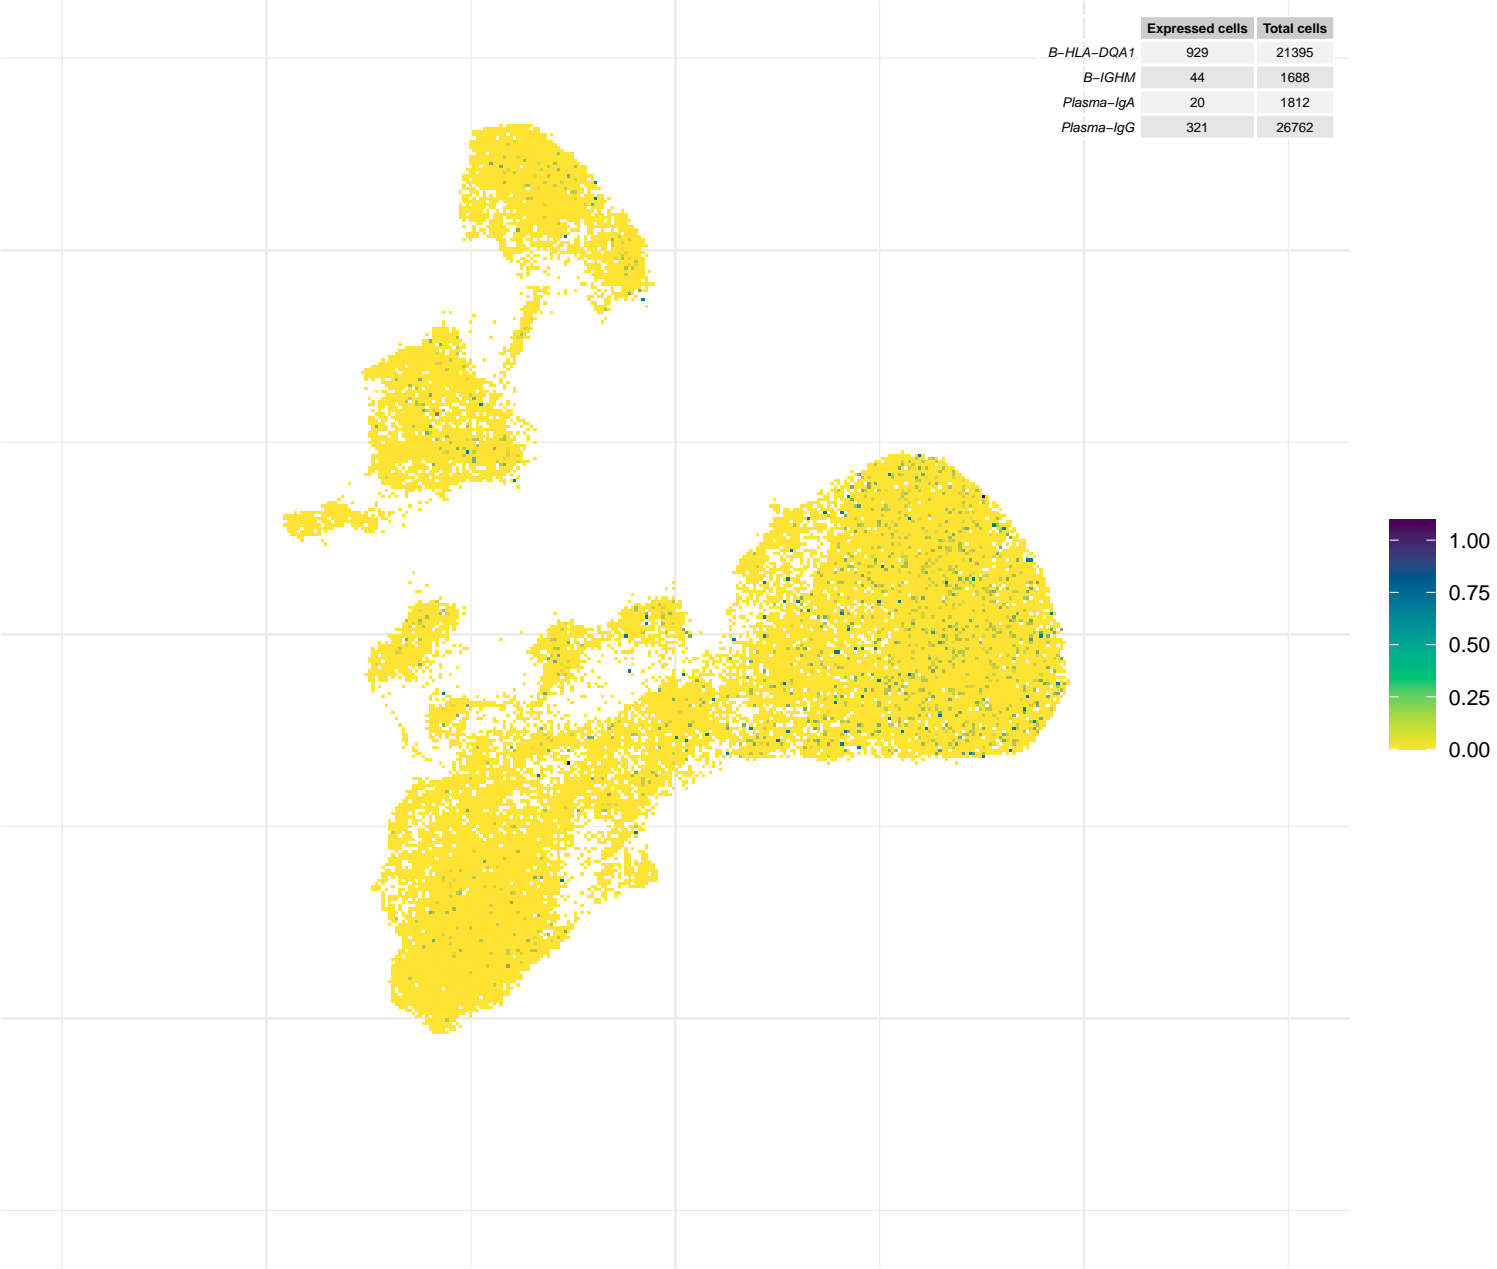 Expressed cells Total cells
B−HLA−DQA1 929 21395
B−IGHM 44 1688
Plasma−IgA 20 1812
Plasma−IgG 321 26762
1.00
0.75
0.50
0.25
0.00